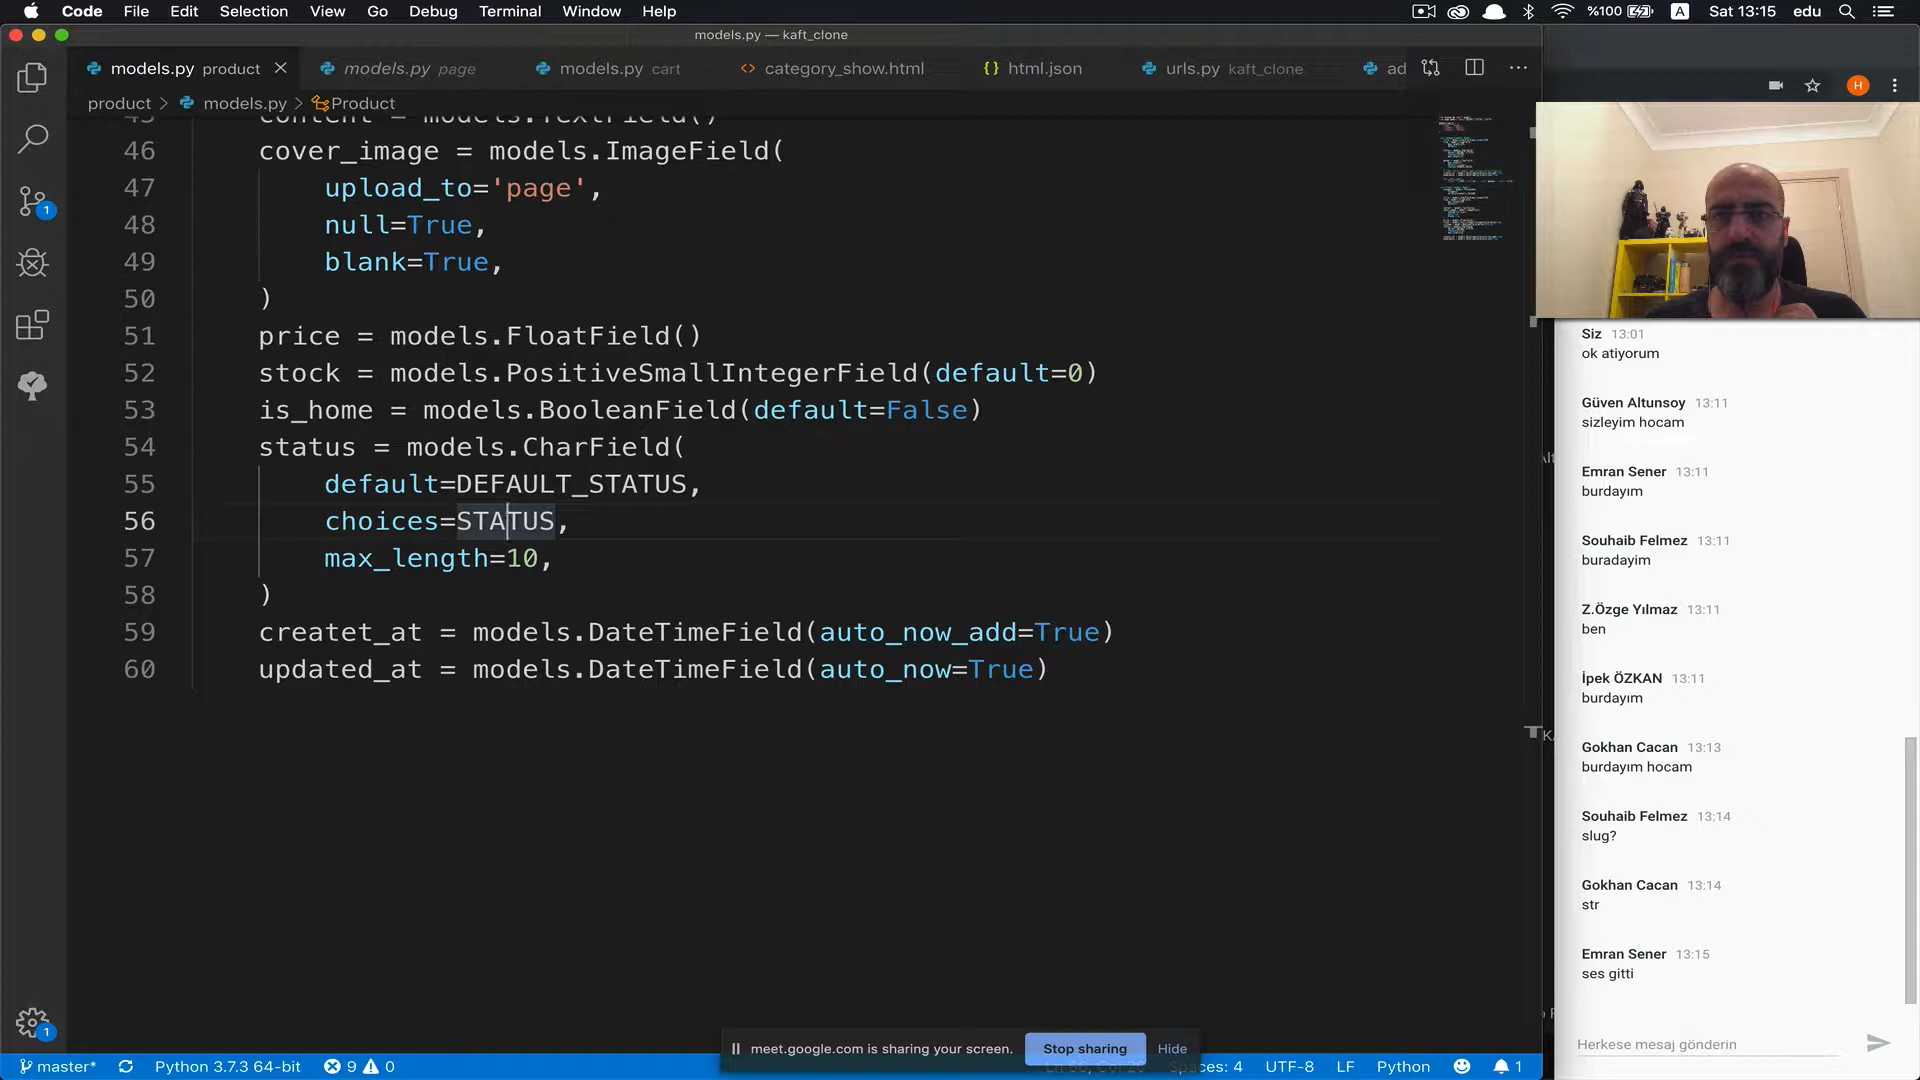 Code File Edit Selection View Go Debug Terminal Window Help
%100 A Sat 13:15 edu
models.py — kaft_clone
models.py product
models.py page
models.py cart
category_show.html
html.json
urls.py kaft_clone
ad
H
product > models.py > Product
content = models.TextField()
46 cover_image = models.ImageField(
47 upload_to='page',
48 null=True,
49 blank=True,
50 )
51 price = models.FloatField()
52 stock = models.PositiveSmallIntegerField(default=0)
53 is_home = models.BooleanField(default=False)
54 status = models.CharField(
55 default=DEFAULT_STATUS,
56 choices=STATUS,
57 max_length=10,
58 )
59 createt_at = models.DateTimeField(auto_now_add=True)
60 updated_at = models.DateTimeField(auto_now=True)
1
1
Siz 13:01
ok atiyorum
Güven Altunsoy 13:11
sizleyim hocam
Emran Sener 13:11
burdayım
Souhaib Felmez 13:11
buradayim
Z.Özge Yılmaz 13:11
ben
İpek ÖZKAN 13:11
burdayım
Gokhan Cacan 13:13
burdayım hocam
Souhaib Felmez 13:14
slug?
Gokhan Cacan 13:14
str
Emran Sener 13:15
ses gitti
Herkese mesaj gönderin
meet.google.com is sharing your screen. Stop sharing Hide
master* Python 3.7.3 64-bit 9 0 Spaces: 4 UTF-8 LF Python 1